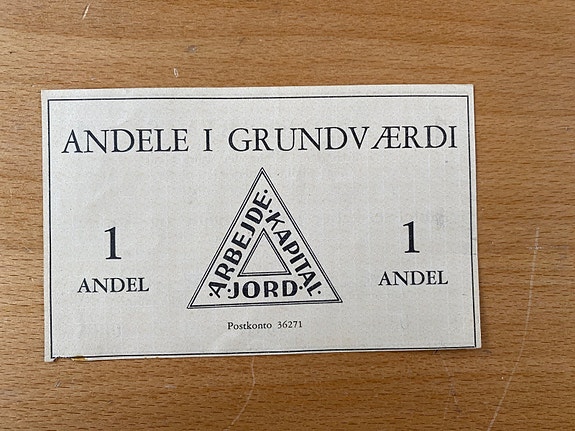 ANDELE I GRUNDVÆRDI
1
ANDEL
·ARBEJDE·
·KAPITAL·
·JORD·
1
ANDEL
Postkonto 36271